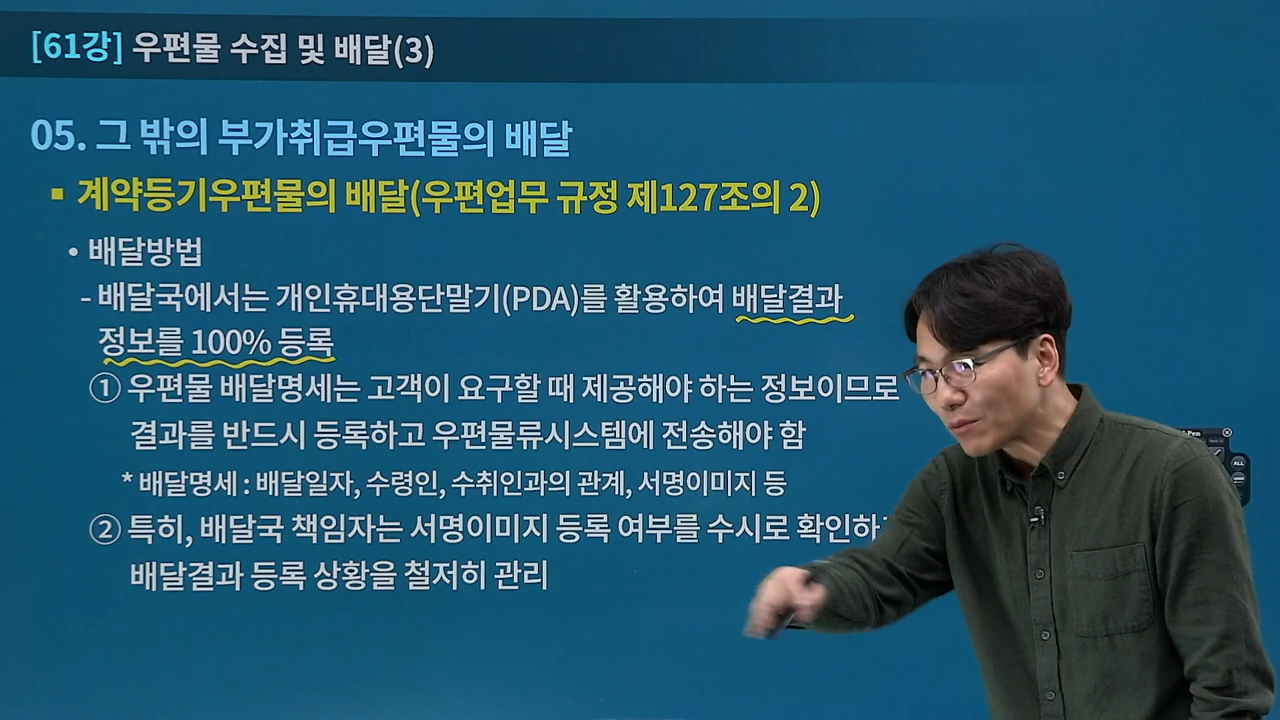 [61강] 우편물 수집 및 배달(3)
05. 그 밖의 부가취급우편물의 배달
▪ 계약등기우편물의 배달(우편업무 규정 제127조의 2)
• 배달방법
- 배달국에서는 개인휴대용단말기(PDA)를 활용하여 배달결과
정보를 100% 등록
① 우편물 배달명세는 고객이 요구할 때 제공해야 하는 정보이므로
결과를 반드시 등록하고 우편물류시스템에 전송해야 함
* 배달명세 : 배달일자, 수령인, 수취인과의 관계, 서명이미지 등
② 특히, 배달국 책임자는 서명이미지 등록 여부를 수시로
배달결과 등록 상황을 철저히 관리
ALL